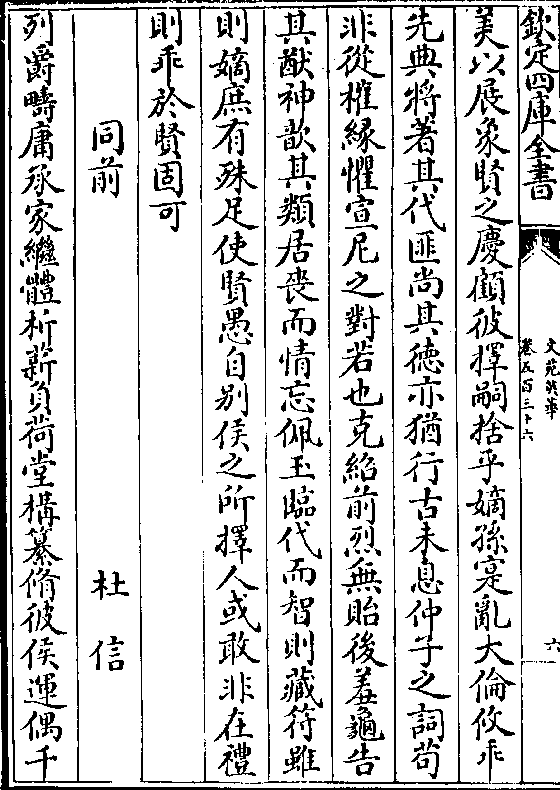 欽定四庫全書
文苑英華
卷五百三十六
六
美以展象賢之慶顧彼擇嗣捨乎嫡孫寔亂大倫攸乖
先典將著其代匪尚其徳亦猶行古未息仲子之詞茍
非從權緣懼宣尼之對若也克紹前烈無貽後羞龜告
其猷神歆其類居喪而情忘佩玉臨代而智則藏符雖
則嫡庶有殊足使賢愚自别侯之所擇人或敢非在禮
則乖於賢固可
同前 杜信
列爵疇庸承家繼體析薪負荷堂構纂脩彼侯運偶千